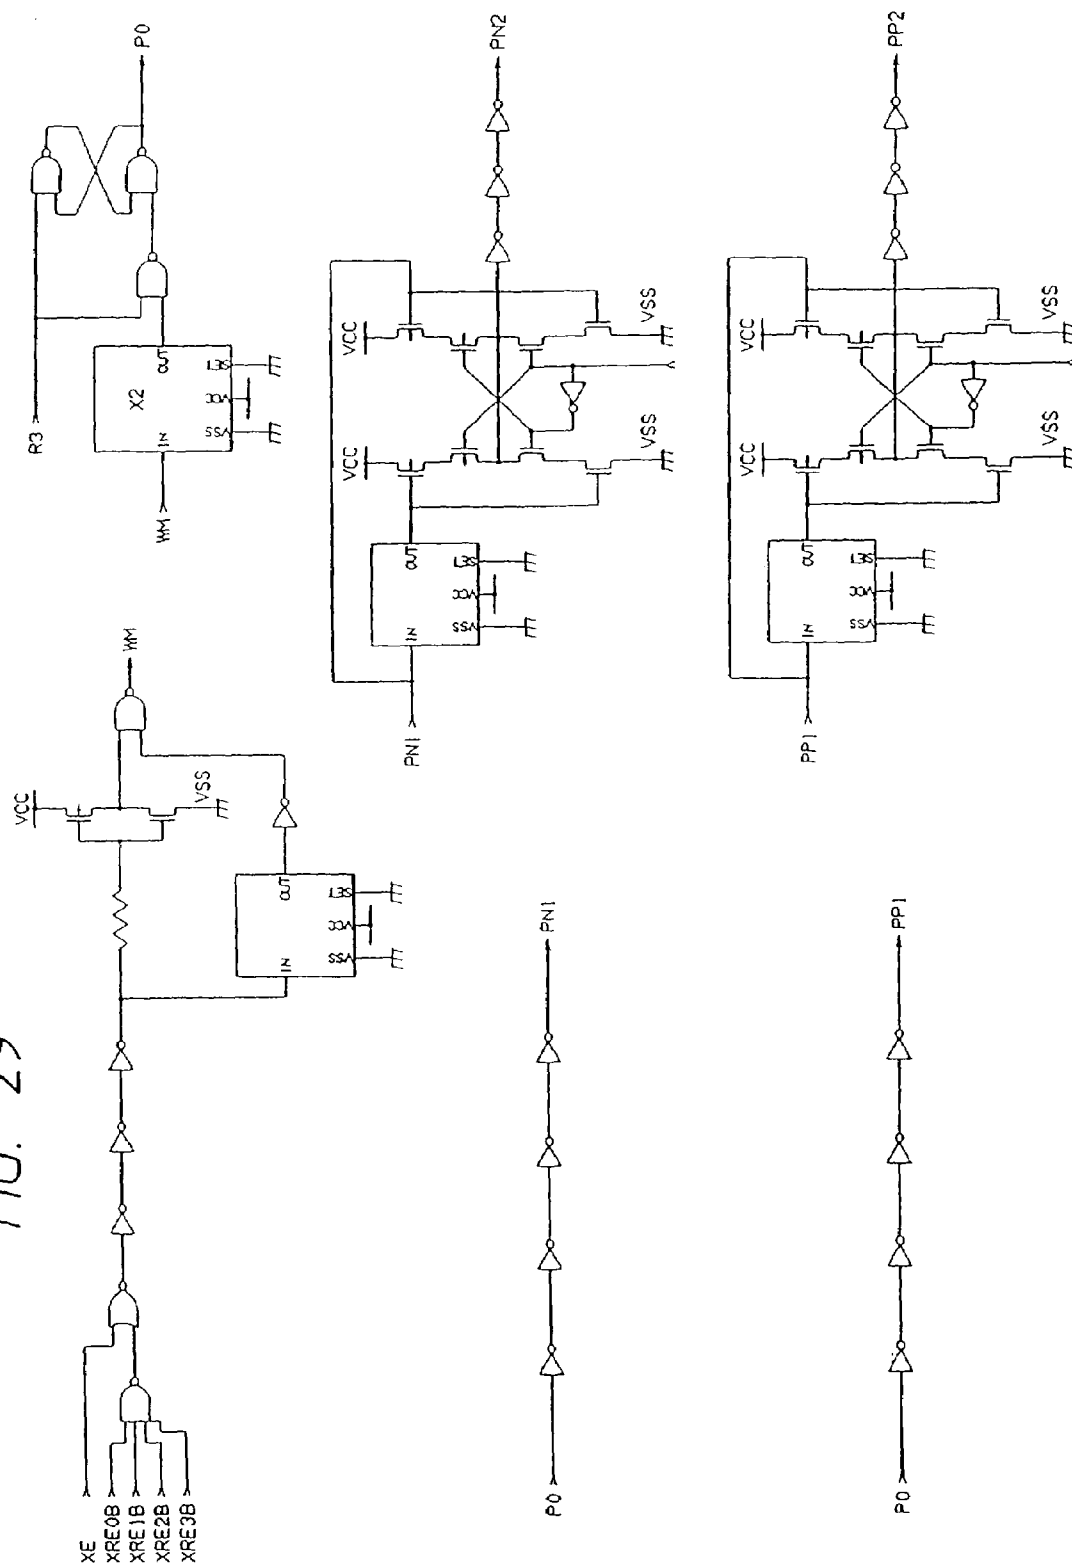 FIG. 29
XE
XRE0B
XRE1B
XRE2B
XRE3B
VCC
VSS
WM
IN
OUT
VSS
VCC
SET
R3
WM
X2
IN
OUT
VSS
VCC
SET
P0
P0
PN1
PN1
IN
OUT
VSS
VCC
SET
VCC
VCC
VSS
VSS
PN2
P0
PP1
PP1
IN
OUT
VSS
VCC
SET
VCC
VCC
VSS
VSS
PP2